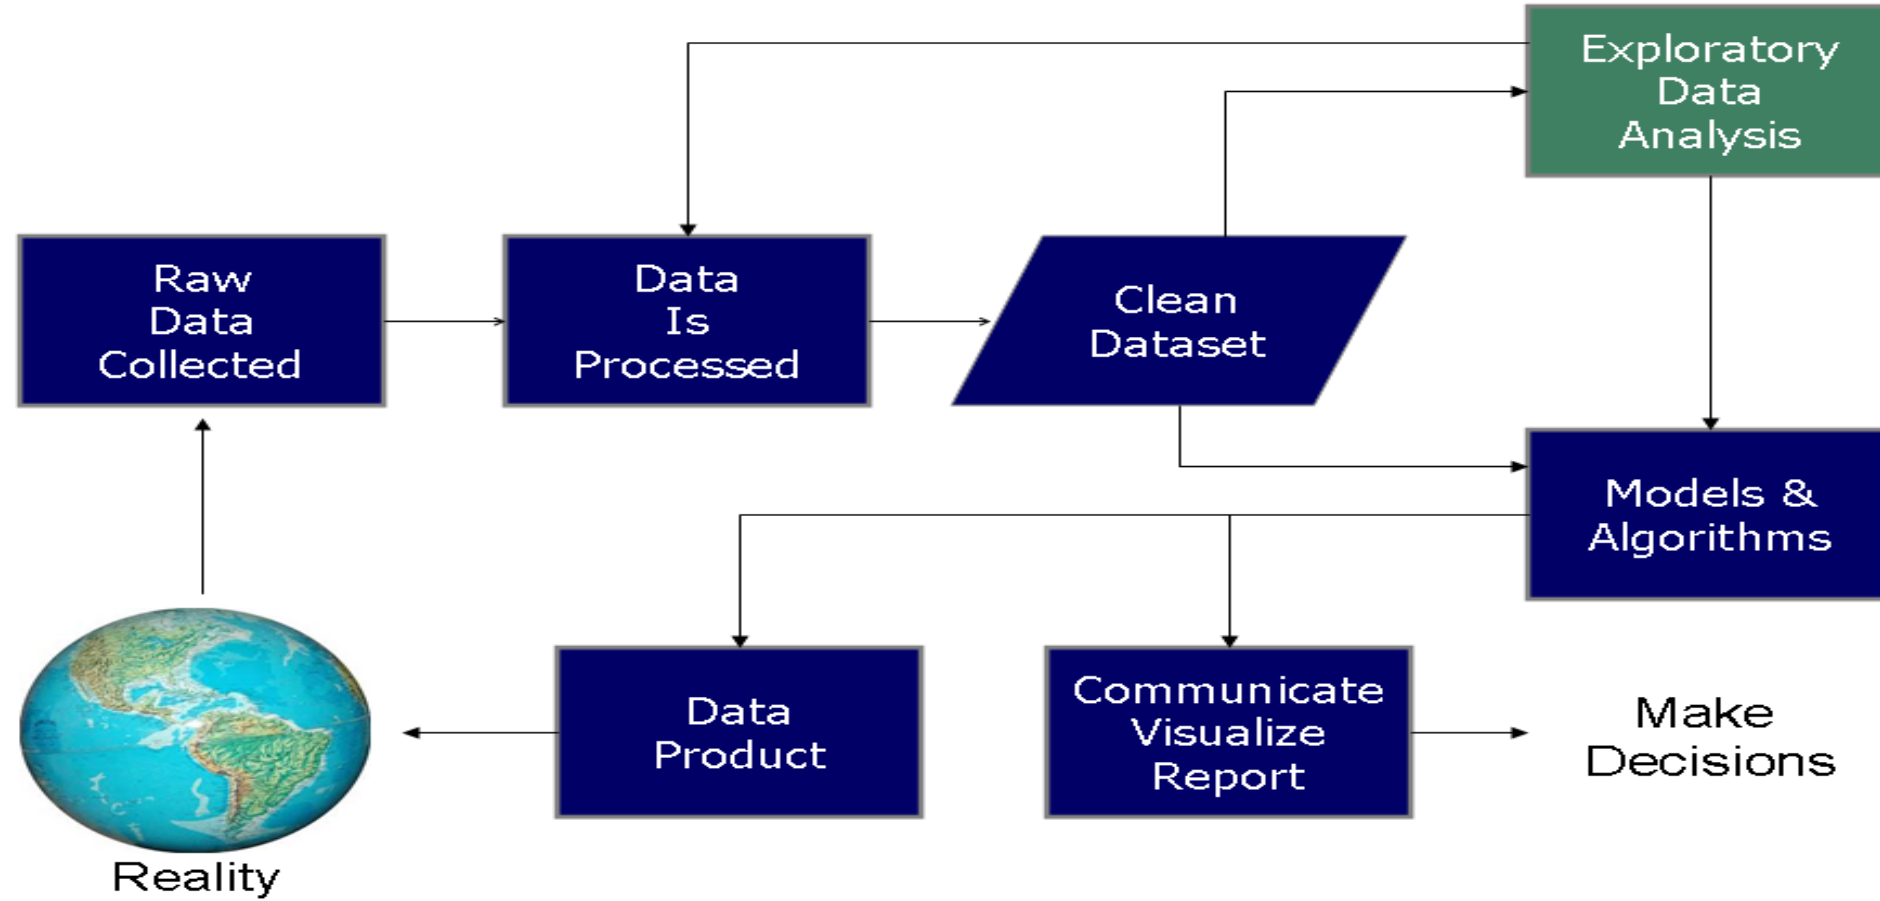 Exploratory
Data
Analysis
Raw
Data
Collected
Data
Is
Processed
Clean
Dataset
Models &
Algorithms
Data
Product
Communicate
Visualize
Report
Make
Decisions
Reality